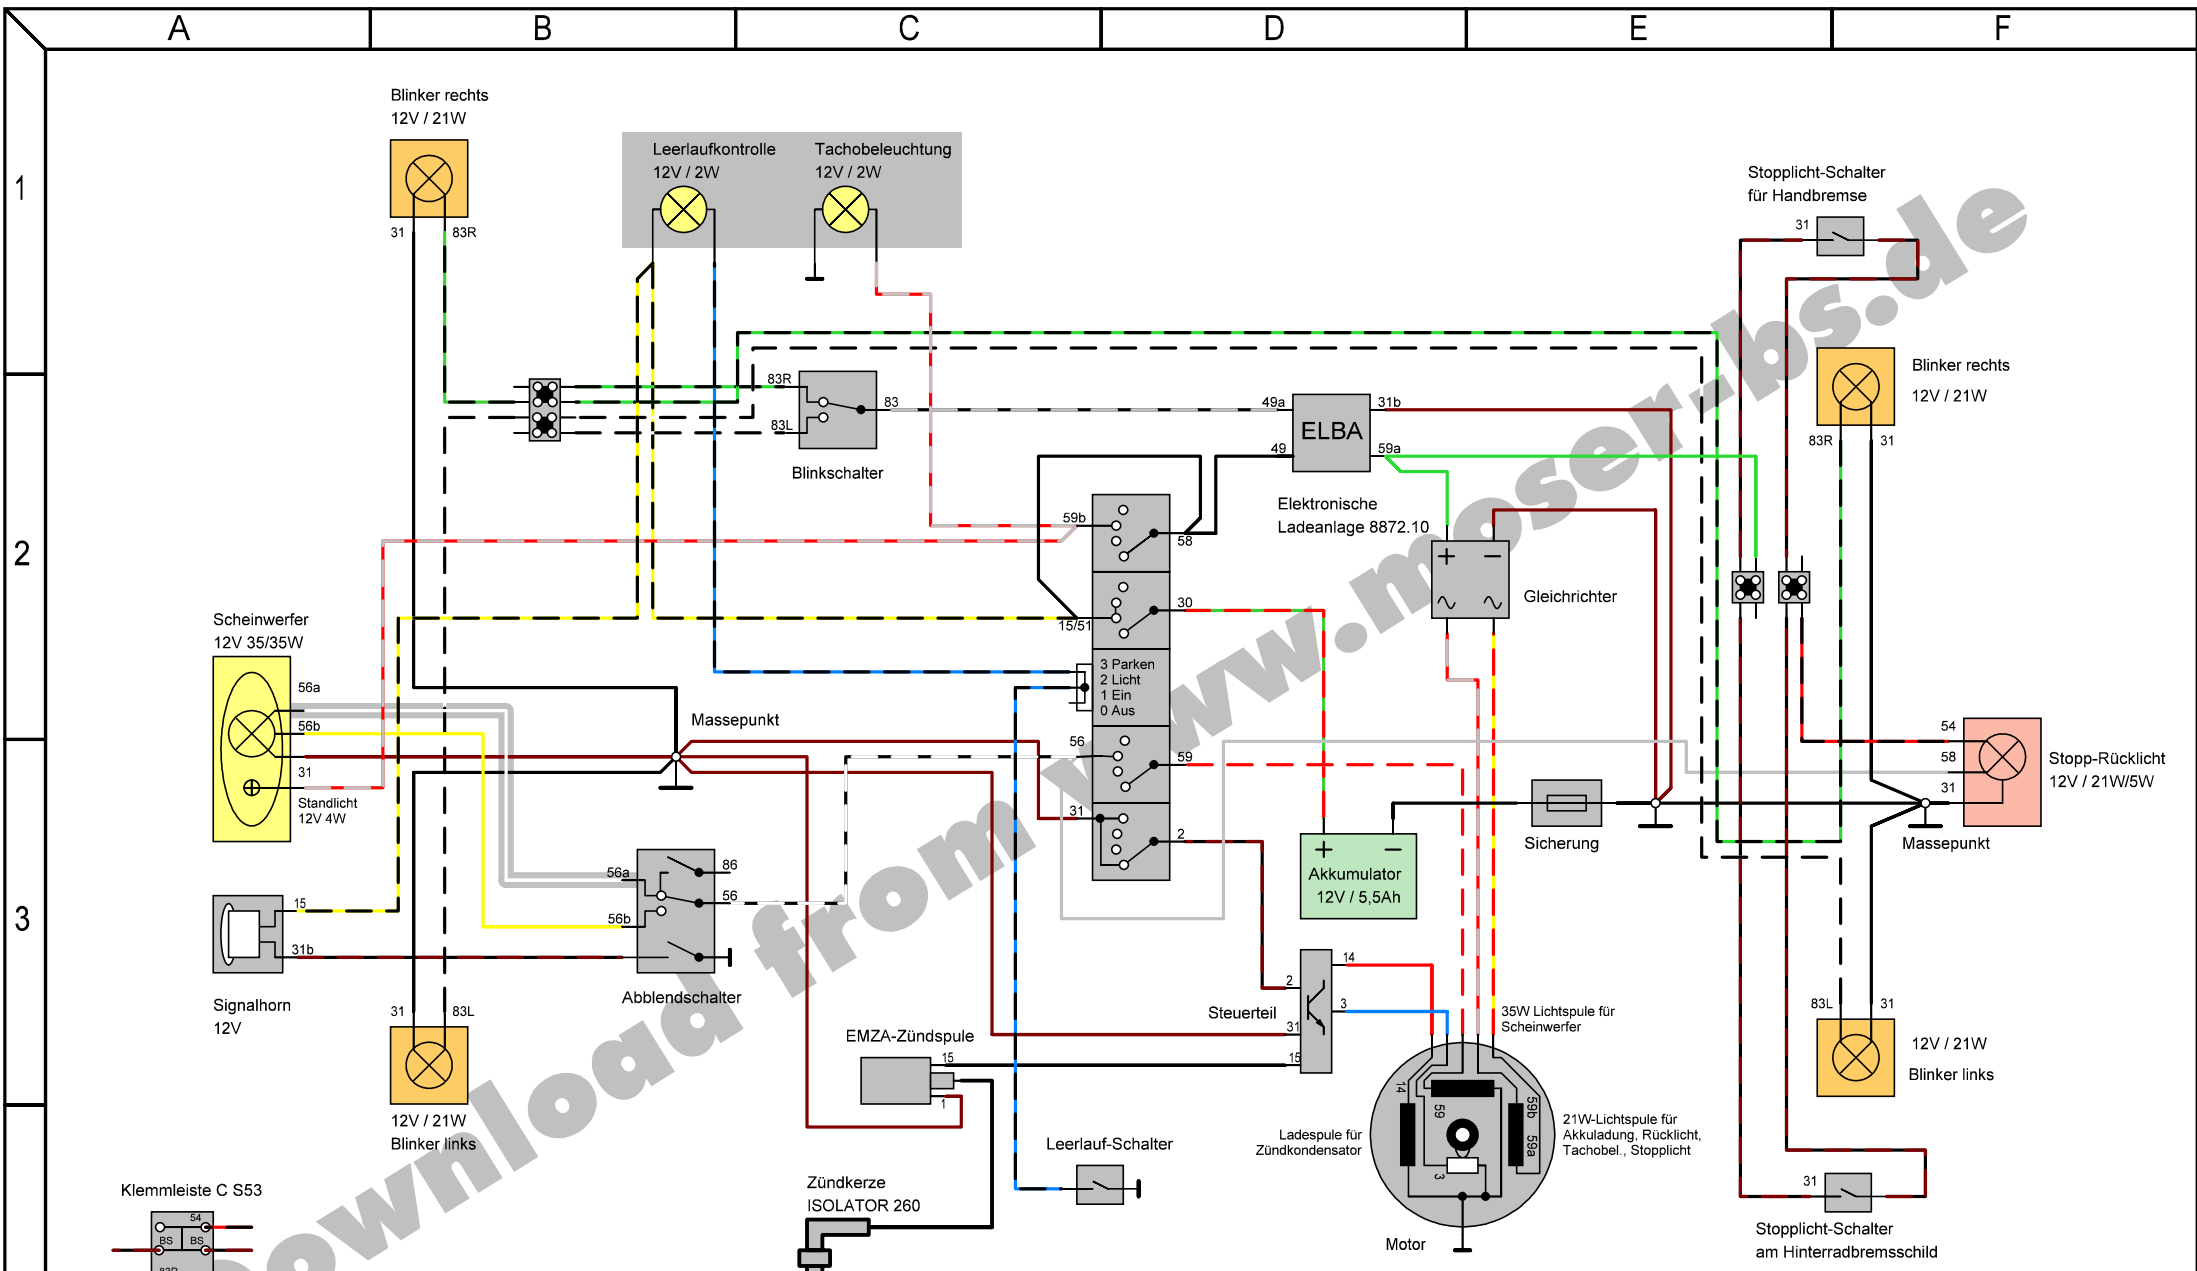 A
B
C
D
E
F
1
2
3
Blinker rechts
12V / 21W
31
83R
Leerlaufkontrolle
12V / 2W
Tachobeleuchtung
12V / 2W
Stopplicht-Schalter
für Handbremse
31
Blinker rechts
12V / 21W
83R
31
83R
83L
83
Blinkschalter
49a
49
ELBA
31b
59a
Elektronische
Ladeanlage 8872.10
59b
58
15/51
30
3 Parken
2 Licht
1 Ein
0 Aus
56
59
31
2
Gleichrichter
+
−
Scheinwerfer
12V 35/35W
56a
56b
31
Standlicht
12V 4W
Massepunkt
54
58
31
Stopp-Rücklicht
12V / 21W/5W
Massepunkt
Sicherung
+
−
Akkumulator
12V / 5,5Ah
15
31b
Signalhorn
12V
56a
56b
86
56
Abblendschalter
31
83L
12V / 21W
Blinker links
EMZA-Zündspule
15
1
Steuerteil
2
31
15
14
3
35W Lichtspule für
Scheinwerfer
14
59
3
59b
59a
Ladespule für
Zündkondensator
21W-Lichtspule für
Akkuladung, Rücklicht,
Tachobel., Stopplicht
Motor
83L
31
12V / 21W
Blinker links
Leerlauf-Schalter
Zündkerze
ISOLATOR 260
31
Stopplicht-Schalter
am Hinterradbremsschild
Klemmleiste C S53
54
BS
BS
83R
Download from www.moser-bs.de